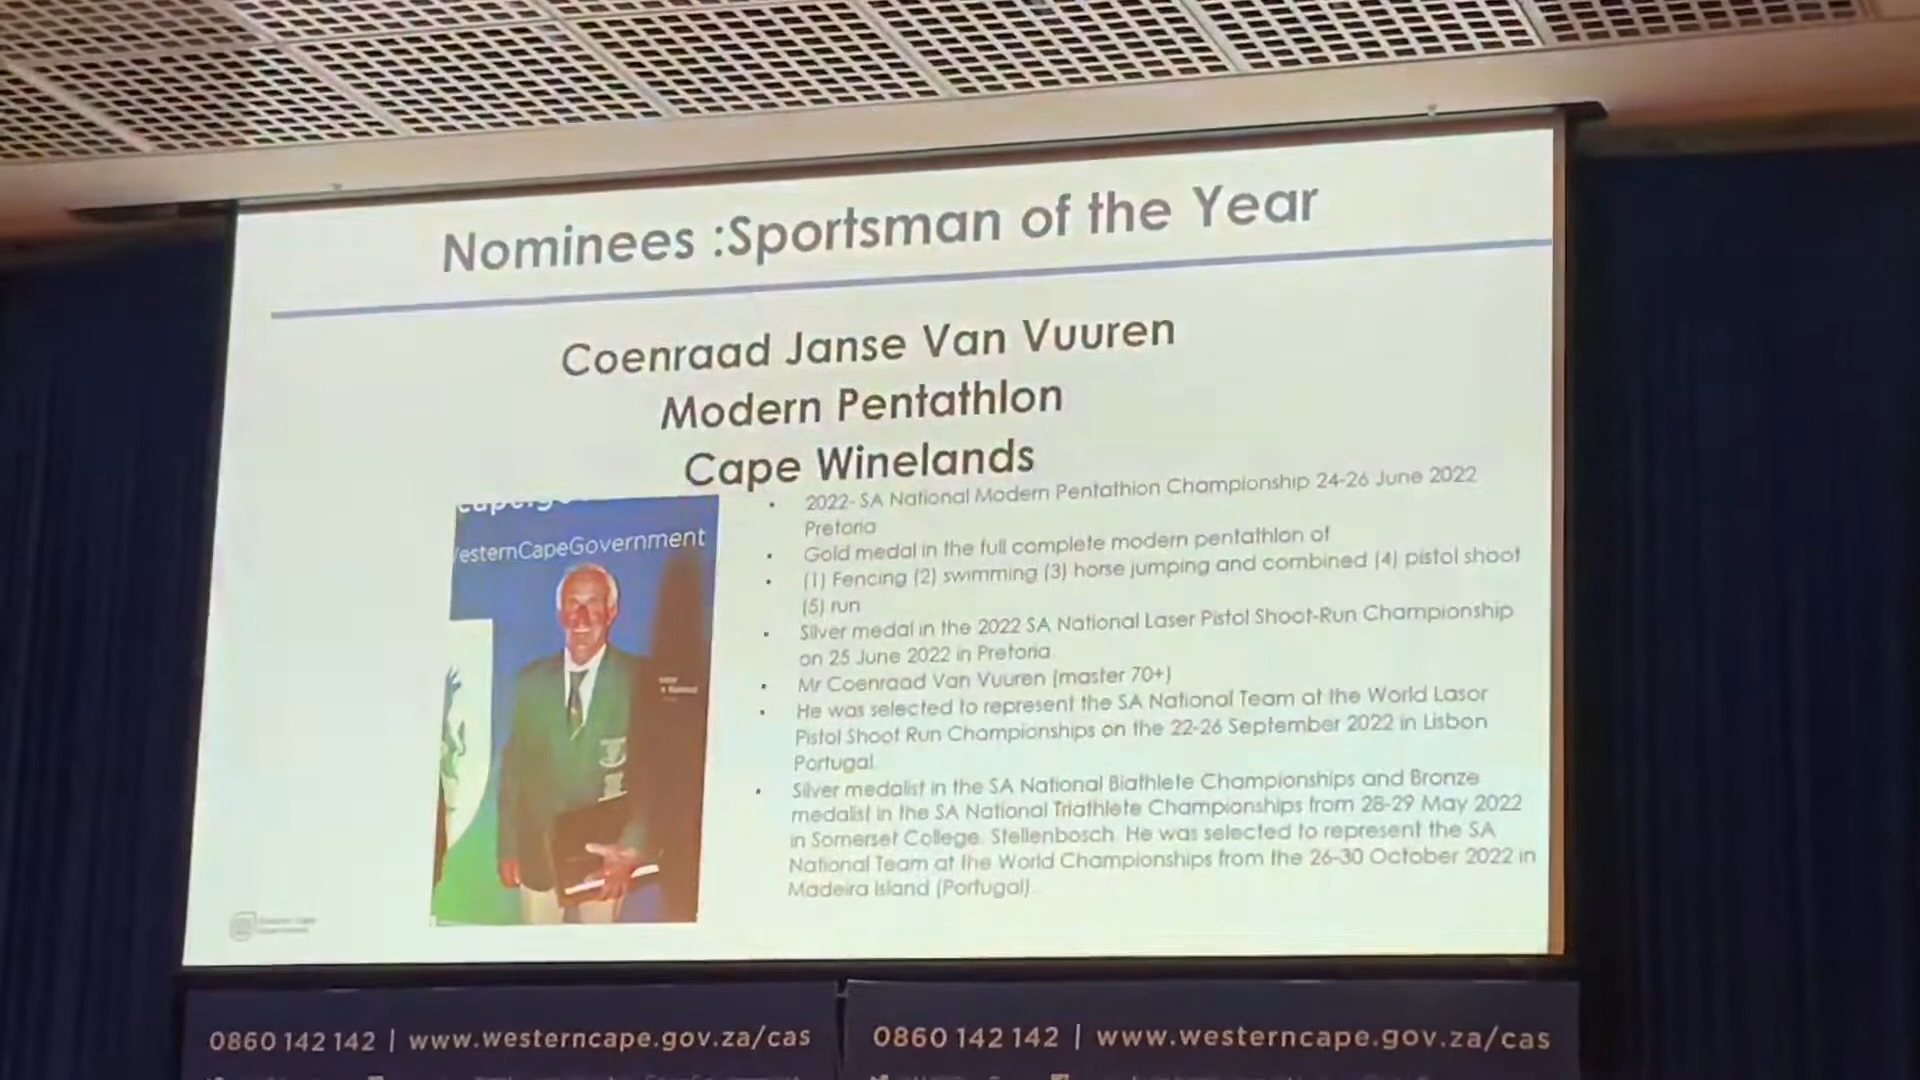 Nominees :Sportsman of the Year
Coenraad Janse Van Vuuren
Modern Pentathlon
Cape Winelands
• 2022- SA National Modern Pentathlon Championship 24-26 June 2022
Pretoria
• Gold medal in the full complete modern pentathlon of
• (1) Fencing (2) swimming (3) horse jumping and combined (4) pistol shoot
(5) run
• Silver medal in the 2022 SA National Laser Pistol Shoot-Run Championship
on 25 June 2022 in Pretoria
• Mr Coenraad Van Vuuren (master 70+)
• He was selected to represent the SA National Team at the World Lasor
Pistol Shoot Run Championships on the 22-26 September 2022 in Lisbon
Portugal
• Silver medalist in the SA National Biathlete Championships and Bronze
medalist in the SA National Triathlete Championships from 28-29 May 2022
in Somerset College, Stellenbosch. He was selected to represent the SA
National Team at the World Championships from the 26-30 October 2022 in
Madeira Island (Portugal).
esternCapeGovernment
Western Cape
Government
0860 142 142 | www.westerncape.gov.za/cas
0860 142 142 | www.westerncape.gov.za/cas